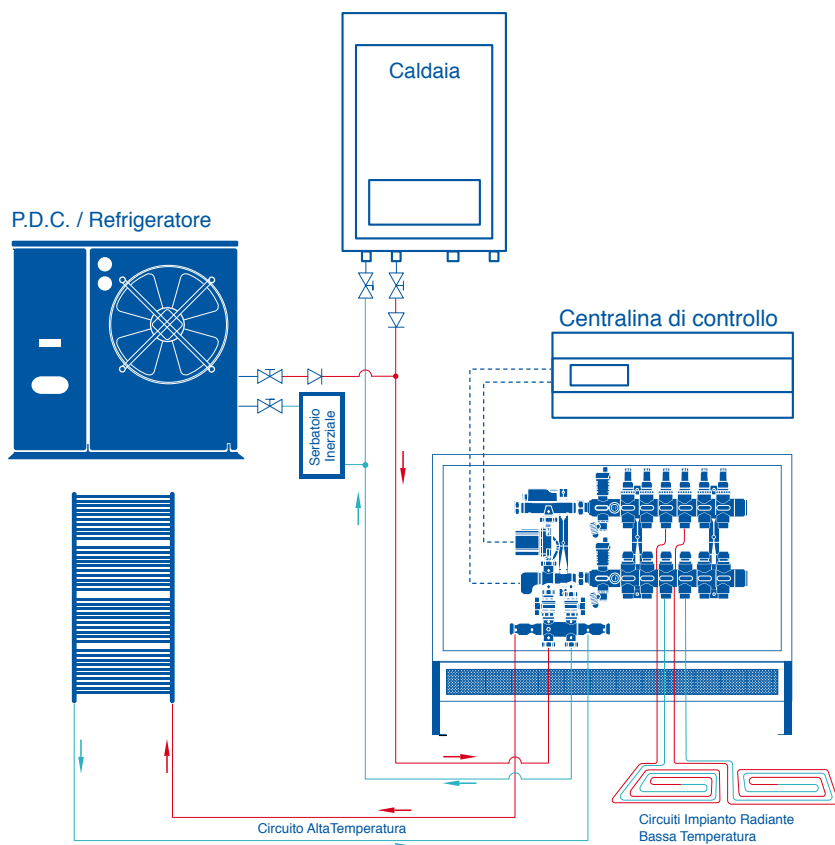 Caldaia
P.D.C. / Refrigeratore
Centralina di controllo
Serbatoio
Inerziale
Circuito AltaTemperatura
Circuiti Impianto Radiante
Bassa Temperatura